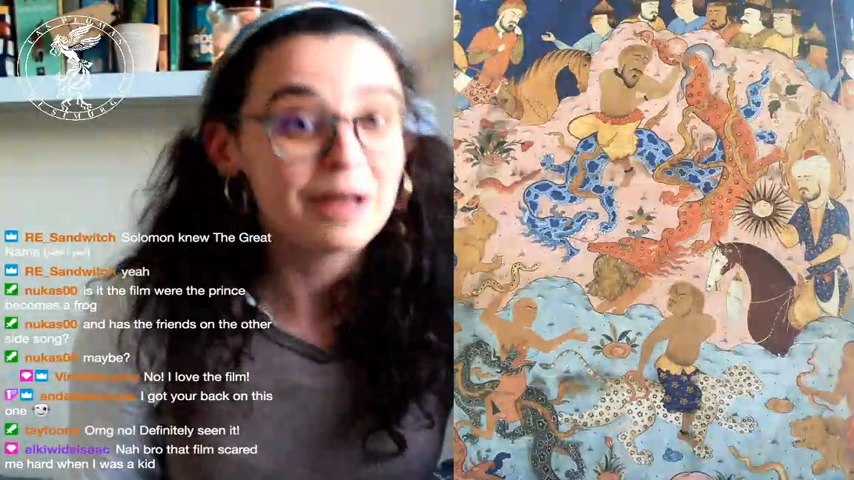 RE_Sandwitch Solomon knew The Great
Name
RE_Sandwitch yeah
nukas00 is it the film were the prince
becomes a frog
nukas00 and has the friends on the other
side song?
nukas00 maybe?
No! I love the film!
I got your back on this
one
Omg no! Definitely seen it!
elkiwideisaac Nah bro that film scared
me hard when I was a kid